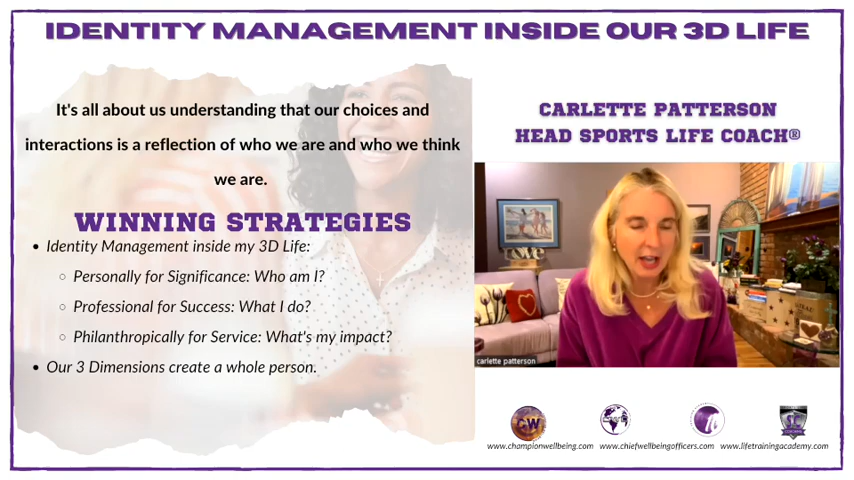 IDENTITY MANAGEMENT INSIDE OUR 3D LIFE
It's all about us understanding that our choices and
interactions is a reflection of who we are and who we think
we are.
WINNING STRATEGIES
• Identity Management inside my 3D Life:
○ Personally for Significance: Who am I?
○ Professional for Success: What I do?
○ Philanthropically for Service: What's my impact?
• Our 3 Dimensions create a whole person.
CARLETTE PATTERSON
HEAD SPORTS LIFE COACH®
carlette patterson
CW
www.championwellbeing.com www.chiefwellbeingofficers.com www.lifetrainingacademy.com